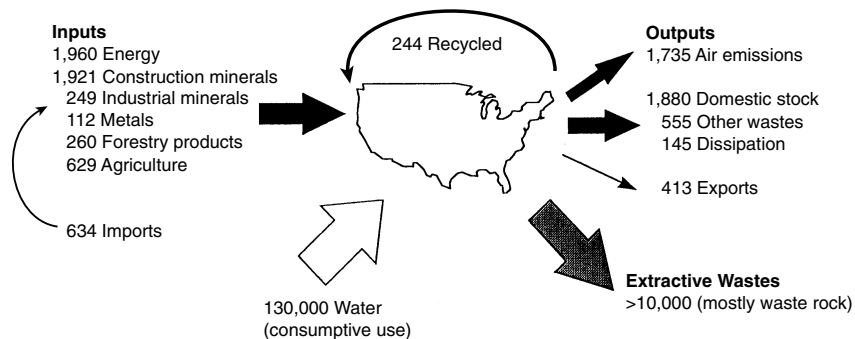 Inputs
1,960 Energy
1,921 Construction minerals
249 Industrial minerals
112 Metals
260 Forestry products
629 Agriculture
634 Imports
244 Recycled
130,000 Water
(consumptive use)
Outputs
1,735 Air emissions
1,880 Domestic stock
555 Other wastes
145 Dissipation
413 Exports
Extractive Wastes
>10,000 (mostly waste rock)